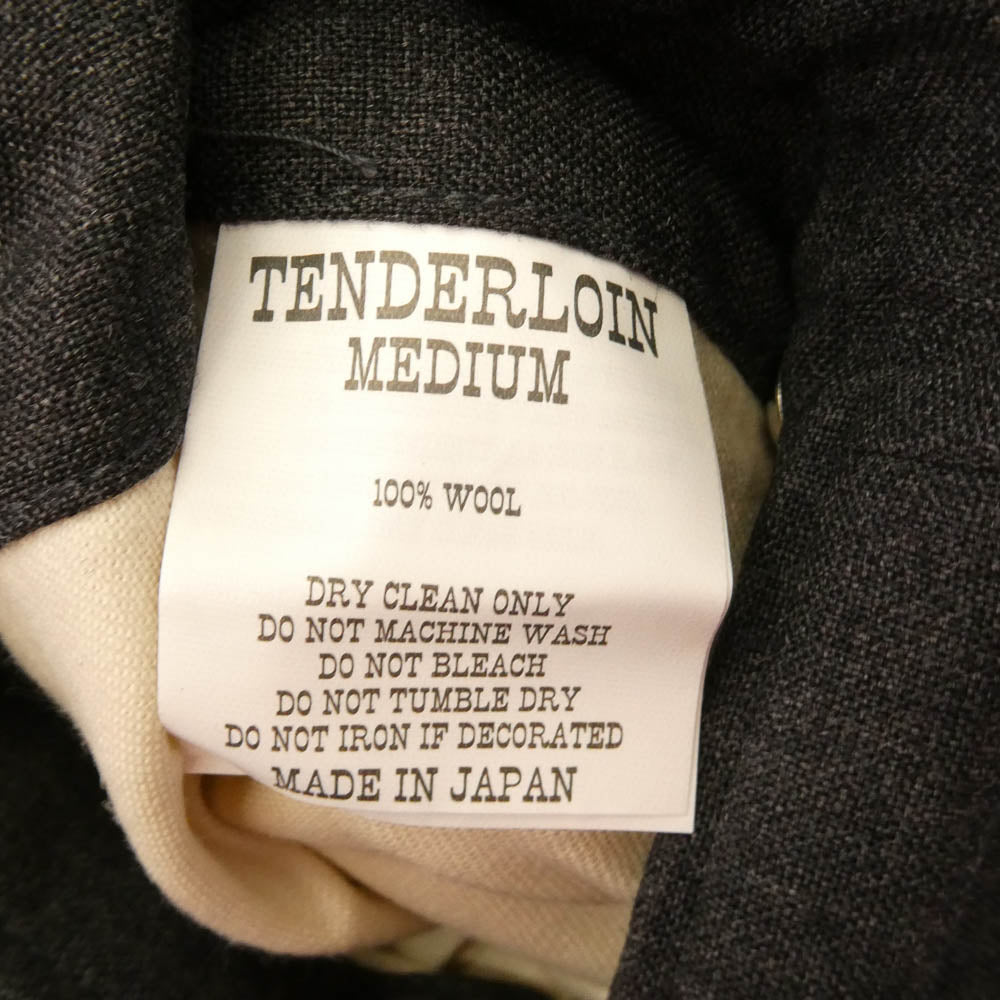 TENDERLOIN
MEDIUM
100% WOOL
DRY CLEAN ONLY
DO NOT MACHINE WASH
DO NOT BLEACH
DO NOT TUMBLE DRY
DO NOT IRON IF DECORATED
MADE IN JAPAN